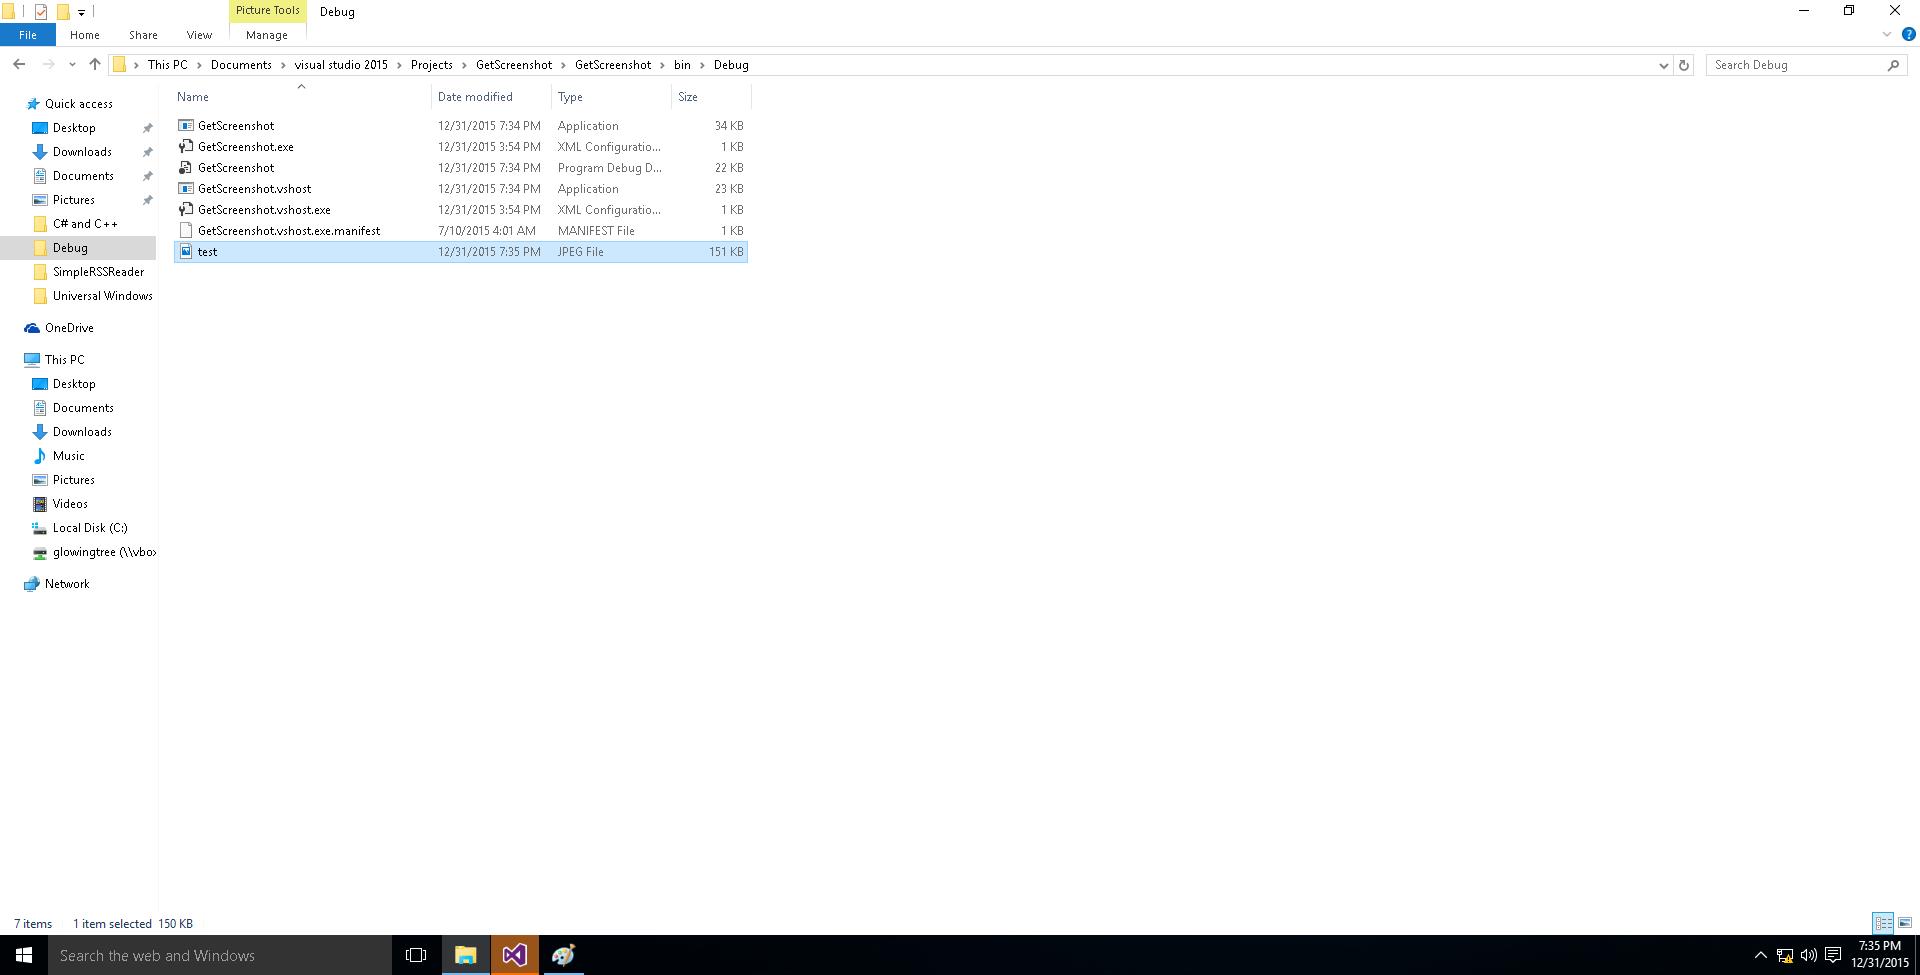 Picture Tools
Debug
File Home Share View Manage
This PC Documents visual studio 2015 Projects GetScreenshot GetScreenshot bin Debug
Search Debug
Quick access
Desktop
Downloads
Documents
Pictures
C# and C++
Debug
SimpleRSSReader
Universal Windows
OneDrive
This PC
Desktop
Documents
Downloads
Music
Pictures
Videos
Local Disk (C:)
glowingtree (\\vbox
Network
Name Date modified Type Size
GetScreenshot 12/31/2015 7:34 PM Application 34 KB
GetScreenshot.exe 12/31/2015 3:54 PM XML Configuratio... 1 KB
GetScreenshot 12/31/2015 7:34 PM Program Debug D... 22 KB
GetScreenshot.vshost 12/31/2015 7:34 PM Application 23 KB
GetScreenshot.vshost.exe 12/31/2015 3:54 PM XML Configuratio... 1 KB
GetScreenshot.vshost.exe.manifest 7/10/2015 4:01 AM MANIFEST File 1 KB
test 12/31/2015 7:35 PM JPEG File 151 KB
7 items 1 item selected 150 KB
Search the web and Windows
7:35 PM
12/31/2015